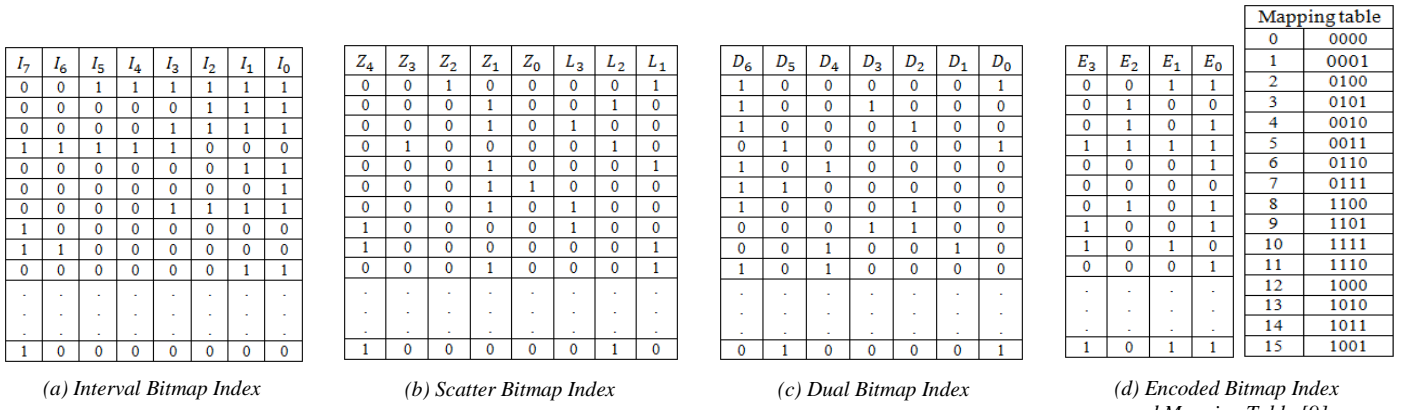 I₇ I₆ I₅ I₄ I₃ I₂ I₁ I₀
0 0 1 1 1 1 1 1
0 0 0 0 0 1 1 1
0 0 0 0 1 1 1 1
1 1 1 1 1 0 0 0
0 0 0 0 0 0 1 1
0 0 0 0 0 0 0 1
0 0 0 0 1 1 1 1
1 0 0 0 0 0 0 0
1 1 0 0 0 0 0 0
0 0 0 0 0 0 1 1
. . . . . . . .
. . . . . . . .
. . . . . . . .
1 0 0 0 0 0 0 0
(a) Interval Bitmap Index
Z₄ Z₃ Z₂ Z₁ Z₀ L₃ L₂ L₁
0 0 1 0 0 0 0 1
0 0 0 1 0 0 1 0
0 0 0 1 0 1 0 0
0 1 0 0 0 0 1 0
0 0 0 1 0 0 0 1
0 0 0 1 1 0 0 0
0 0 0 1 0 1 0 0
1 0 0 0 0 1 0 0
1 0 0 0 0 0 0 1
0 0 0 1 0 0 0 1
. . . . . . . .
. . . . . . . .
. . . . . . . .
1 0 0 0 0 0 1 0
(b) Scatter Bitmap Index
D₆ D₅ D₄ D₃ D₂ D₁ D₀
1 0 0 0 0 0 1
1 0 0 1 0 0 0
1 0 0 0 1 0 0
0 1 0 0 0 0 1
1 0 1 0 0 0 0
1 1 0 0 0 0 0
1 0 0 0 1 0 0
0 0 0 1 1 0 0
0 0 1 0 0 1 0
1 0 1 0 0 0 0
. . . . . . .
. . . . . . .
. . . . . . .
0 1 0 0 0 0 1
(c) Dual Bitmap Index
E₃ E₂ E₁ E₀
0 0 1 1
0 1 0 0
0 1 0 1
1 1 1 1
0 0 0 1
0 0 0 0
0 1 0 1
1 0 0 1
1 0 1 0
0 0 0 1
. . . .
. . . .
. . . .
1 0 1 1
Mapping table
0 0000
1 0001
2 0100
3 0101
4 0010
5 0011
6 0110
7 0111
8 1100
9 1101
10 1111
11 1110
12 1000
13 1010
14 1011
15 1001
(d) Encoded Bitmap Index
Mapping Table